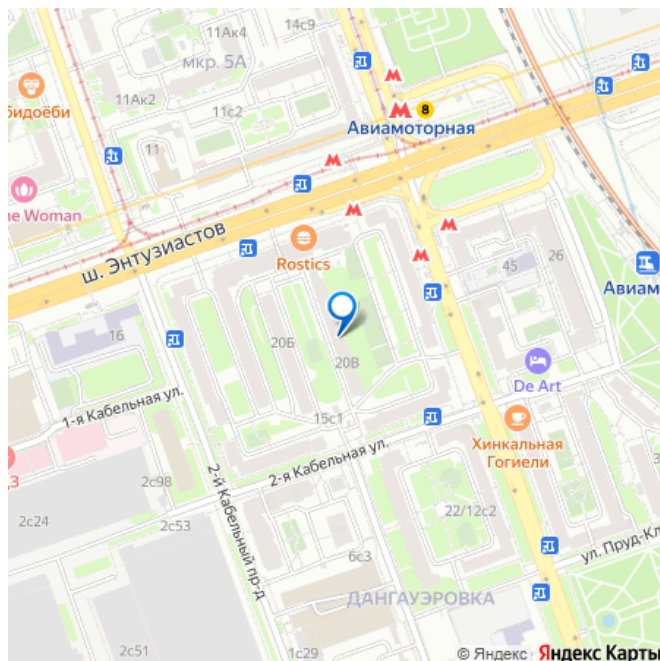 14с9
11Ак4
мкр. 5А
бидоёби
11Ак2
11с2
8
Авиамоторная
11
ne Woman
ш. Энтузиастов
Rostics
45
26
Авиам
16
20Б
20В
De Art
1-я Кабельная ул.
15с1
Хинкальная
Гогиели
2-я Кабельная ул.
2с98
2с24
2с53
2-й Кабельный пр-д
22/12с2
6с3
ул. Пруд-Кл
ДАНГАУЭРОВКА
2с51
1с29
© Яндекс Яндекс Карты